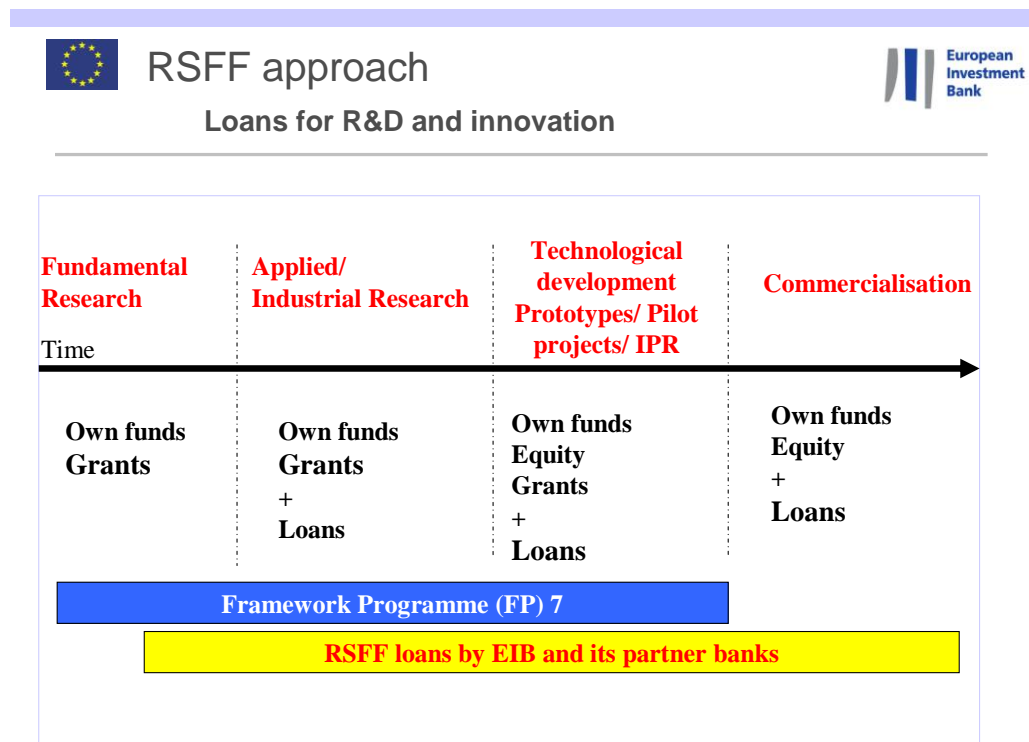 RSFF approach
Loans for R&D and innovation
European
Investment
Bank
Fundamental
Research
Applied/
Industrial Research
Technological
development
Prototypes/ Pilot
projects/ IPR
Commercialisation
Time
Own funds
Grants
Own funds
Grants
+
Loans
Own funds
Equity
Grants
+
Loans
Own funds
Equity
+
Loans
Framework Programme (FP) 7
RSFF loans by EIB and its partner banks